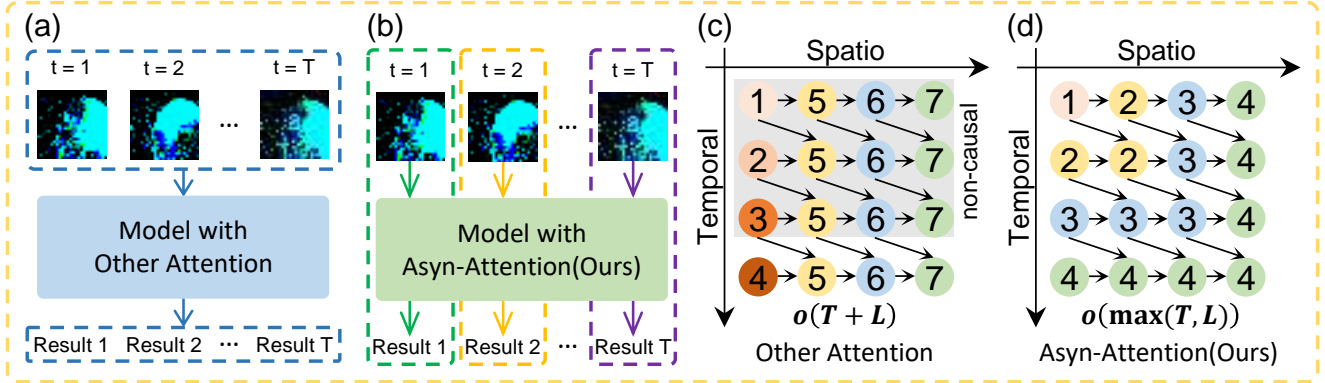 (a)
t = 1 t = 2 t = T
...
Model with
Other Attention
Result 1 Result 2 ... Result T
(b)
t = 1 t = 2 t = T
...
Model with
Asyn-Attention(Ours)
Result 1 Result 2 ... Result T
(c)
Spatio
Temporal
1 5 6 7
2 5 6 7
3 5 6 7
4 5 6 7
non-causal
o(T + L)
Other Attention
(d)
Spatio
Temporal
1 2 3 4
2 2 3 4
3 3 3 4
4 4 4 4
o(max(T, L))
Asyn-Attention(Ours)